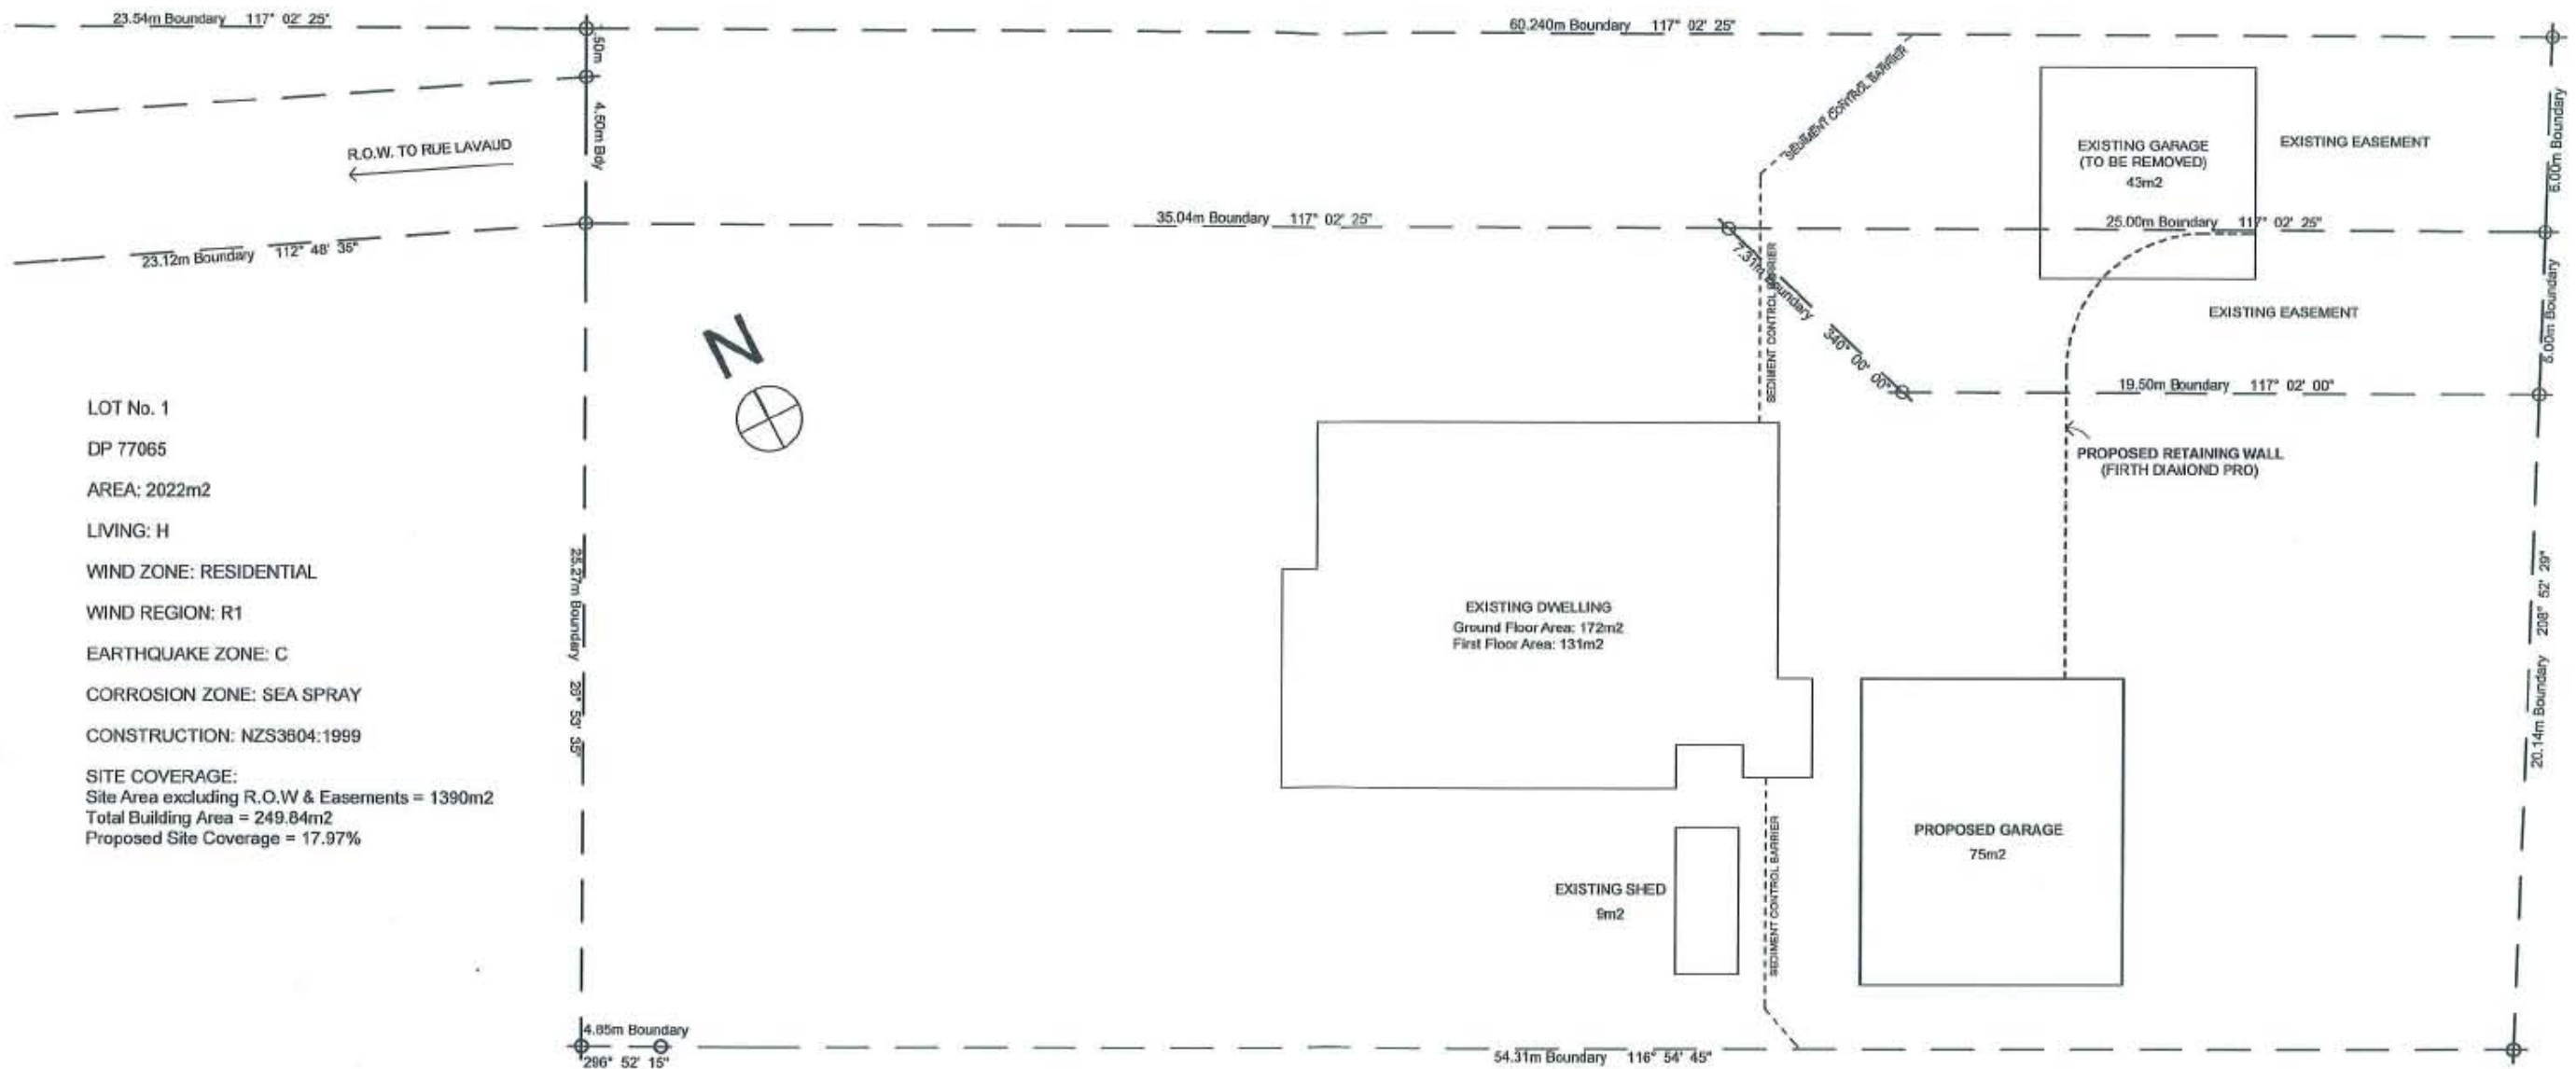 23.54m Boundary 117° 02' 25"
.50m
60.240m Boundary 117° 02' 25"
4.50m Bdy
R.O.W. TO RUE LAVAUD
SEDIMENT CONTROL BARRIER
EXISTING GARAGE
(TO BE REMOVED)
43m2
EXISTING EASEMENT
6.00m Boundary
23.12m Boundary 112° 48' 35"
35.04m Boundary 117° 02' 25"
25.00m Boundary 117° 02' 25"
7.31m Boundary 340° 00' 00"
SEDIMENT CONTROL BARRIER
EXISTING EASEMENT
5.00m Boundary
19.50m Boundary 117° 02' 00"
N
PROPOSED RETAINING WALL
(FIRTH DIAMOND PRO)
LOT No. 1
DP 77065
AREA: 2022m2
LIVING: H
WIND ZONE: RESIDENTIAL
WIND REGION: R1
EARTHQUAKE ZONE: C
CORROSION ZONE: SEA SPRAY
CONSTRUCTION: NZS3604:1999
SITE COVERAGE:
Site Area excluding R.O.W & Easements = 1390m2
Total Building Area = 249.84m2
Proposed Site Coverage = 17.97%
25.27m Boundary 26° 53' 35"
EXISTING DWELLING
Ground Floor Area: 172m2
First Floor Area: 131m2
20.14m Boundary 208° 52' 29"
PROPOSED GARAGE
75m2
EXISTING SHED
9m2
SEDIMENT CONTROL BARRIER
4.85m Boundary
296° 52' 15"
54.31m Boundary 116° 54' 45"